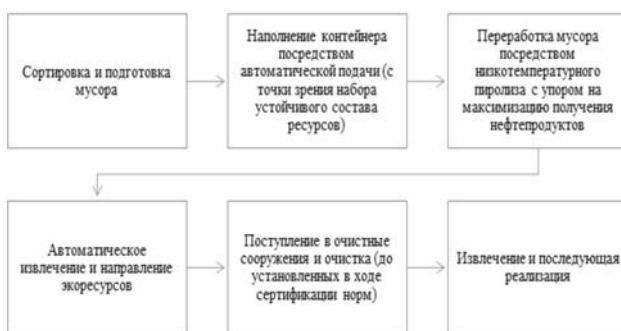 Сортировка и подготовка
мусора
Наполнение контейнера
посредством
автоматической подачи (с
точки зрения набора
устойчивого состава
ресурсов)
Переработка мусора
посредством
низкотемпературного
пиролиза с упором на
максимизацию получения
нефтепродуктов
Автоматическое
извлечение и направление
экоресурсов
Поступление в очистные
сооружения и очистка (до
установленных в ходе
сертификации норм)
Извлечение и последующая
реализация